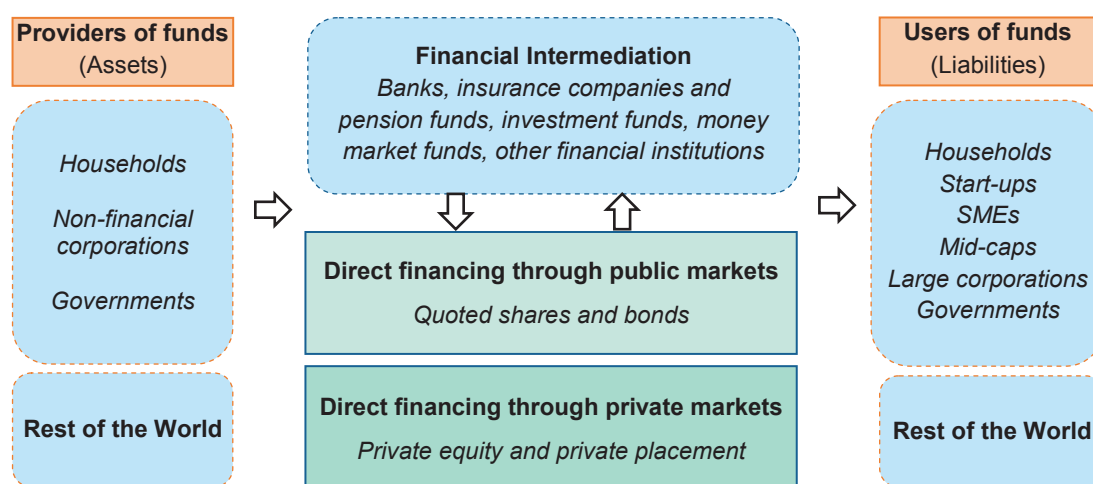 Providers of funds
(Assets)
Households
Non-financial
corporations
Governments
Rest of the World
Financial Intermediation
Banks, insurance companies and
pension funds, investment funds, money
market funds, other financial institutions
Direct financing through public markets
Quoted shares and bonds
Direct financing through private markets
Private equity and private placement
Users of funds
(Liabilities)
Households
Start-ups
SMEs
Mid-caps
Large corporations
Governments
Rest of the World